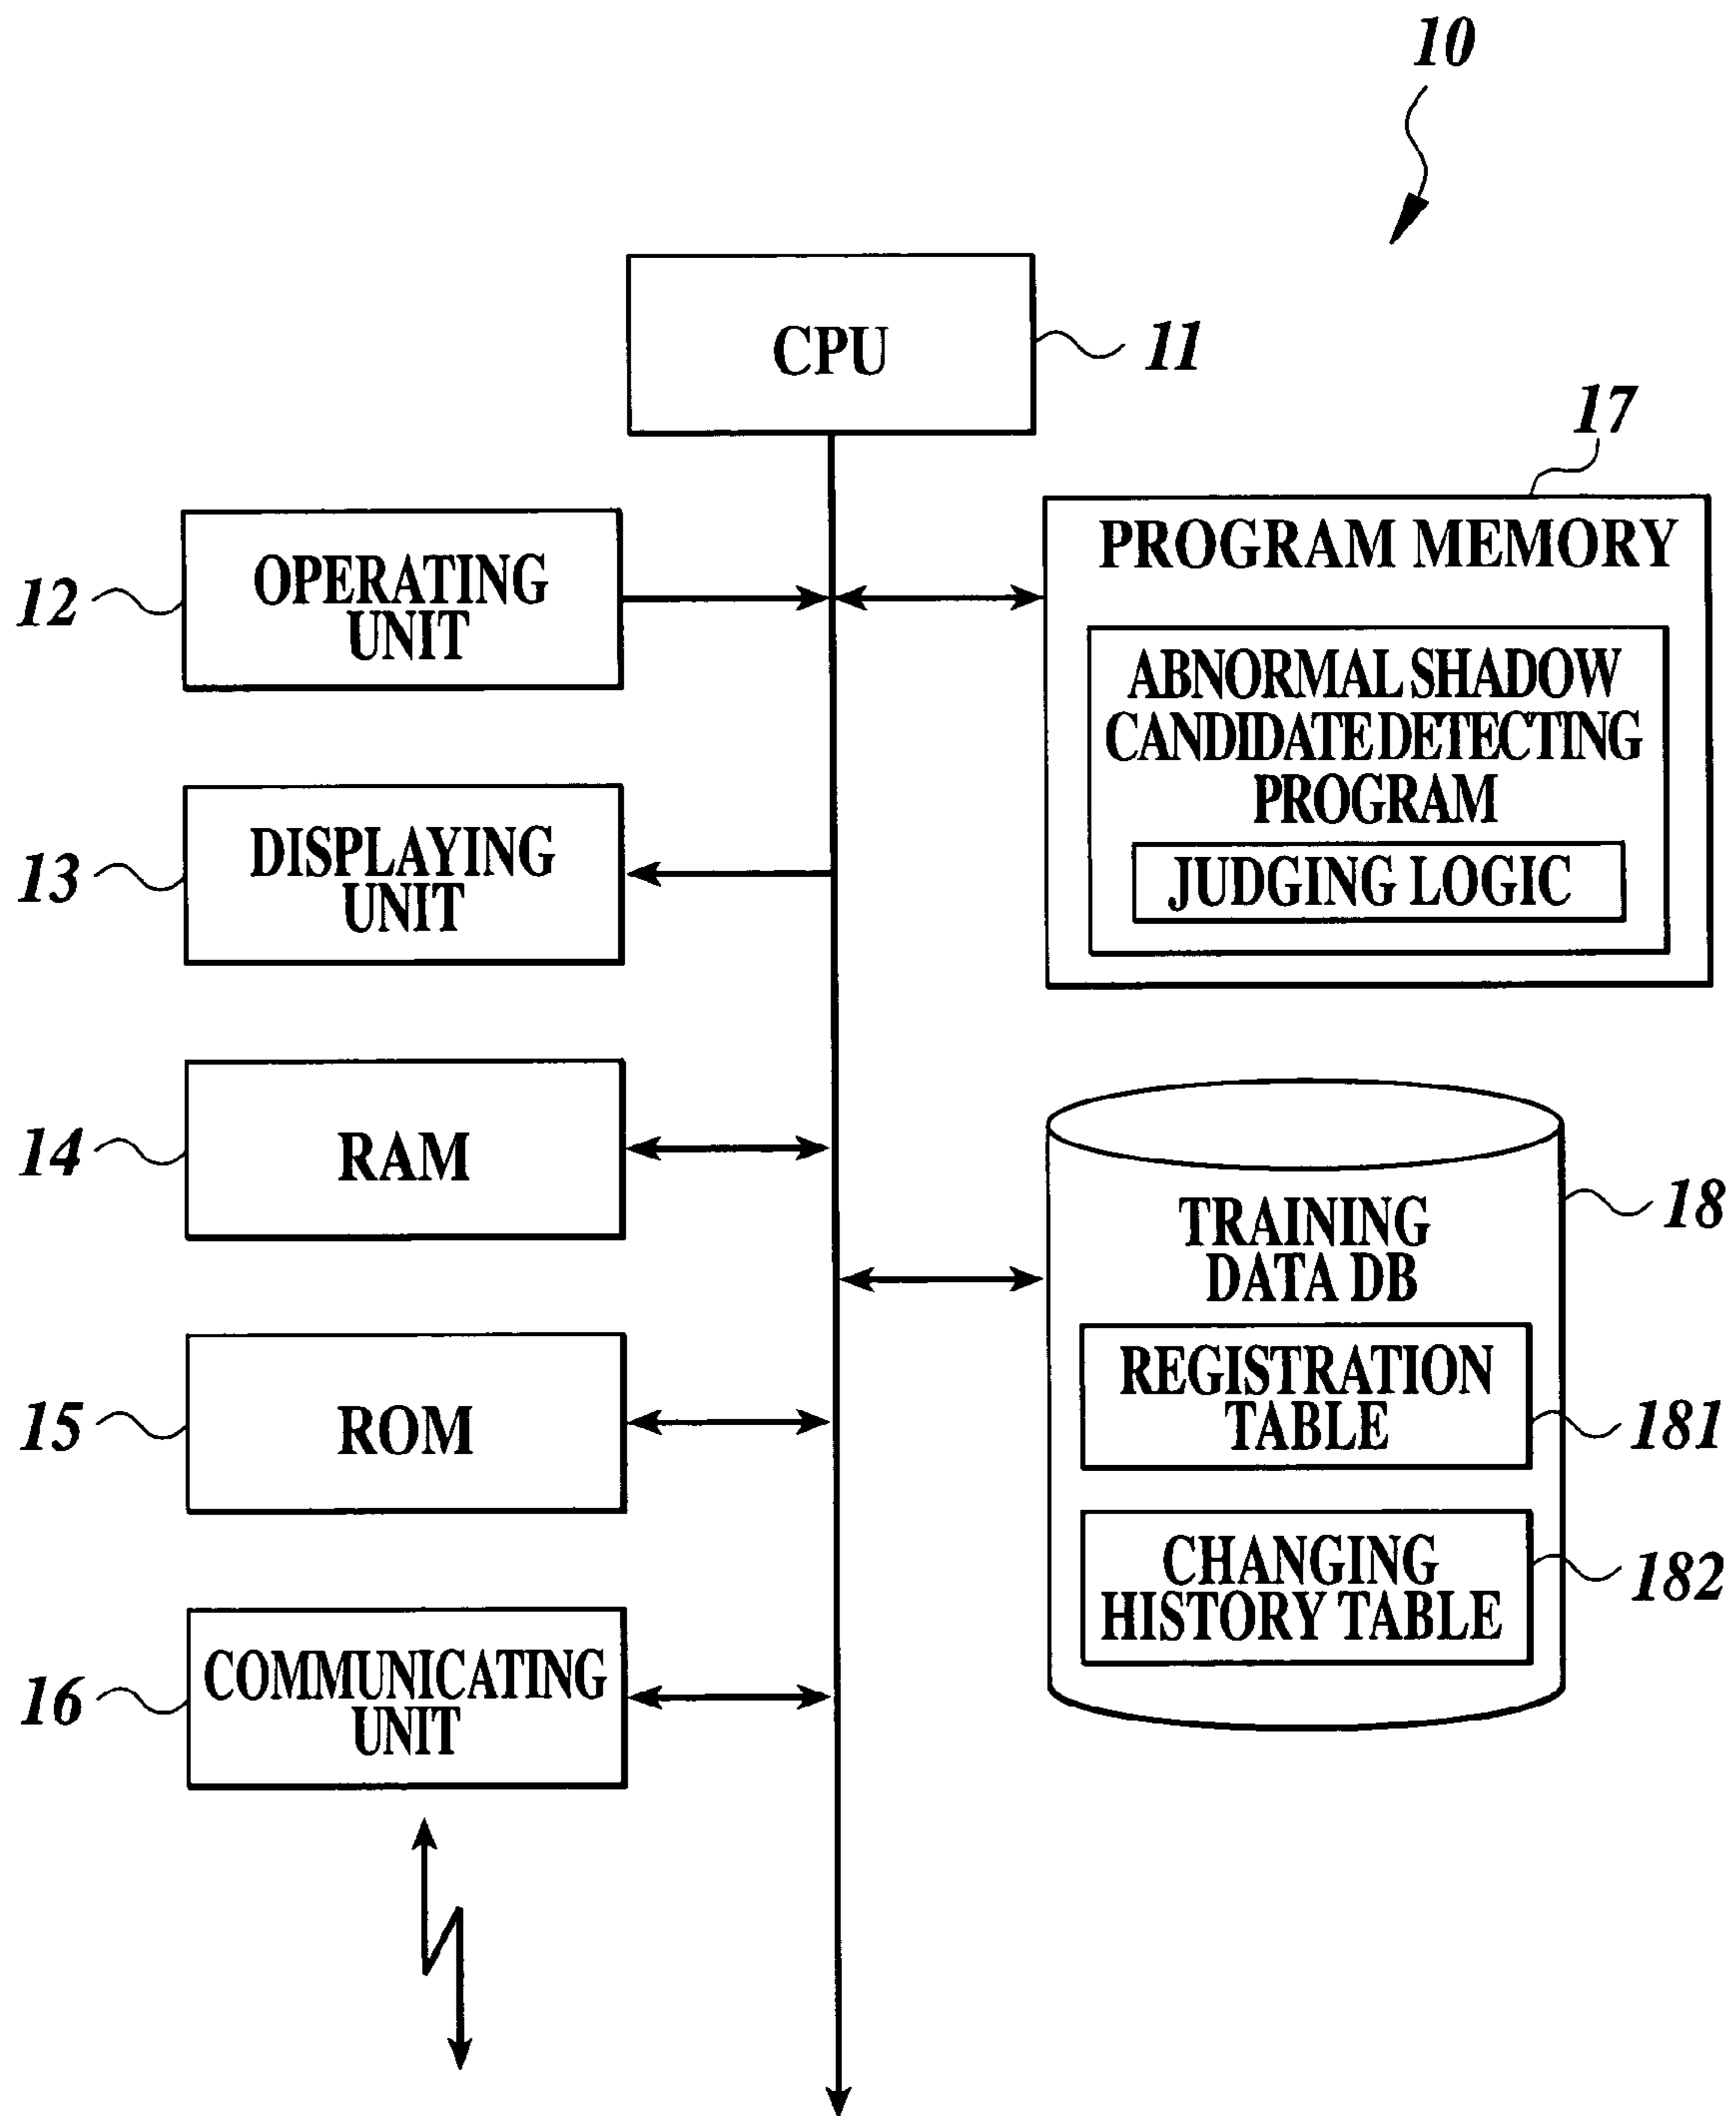 10
CPU
11
17
OPERATING
UNIT
12
PROGRAM MEMORY
ABNORMAL SHADOW
CANDIDATE DETECTING
PROGRAM
JUDGING LOGIC
DISPLAYING
UNIT
13
RAM
14
TRAINING
DATA DB
18
REGISTRATION
TABLE
181
ROM
15
CHANGING
HISTORY TABLE
182
COMMUNICATING
UNIT
16